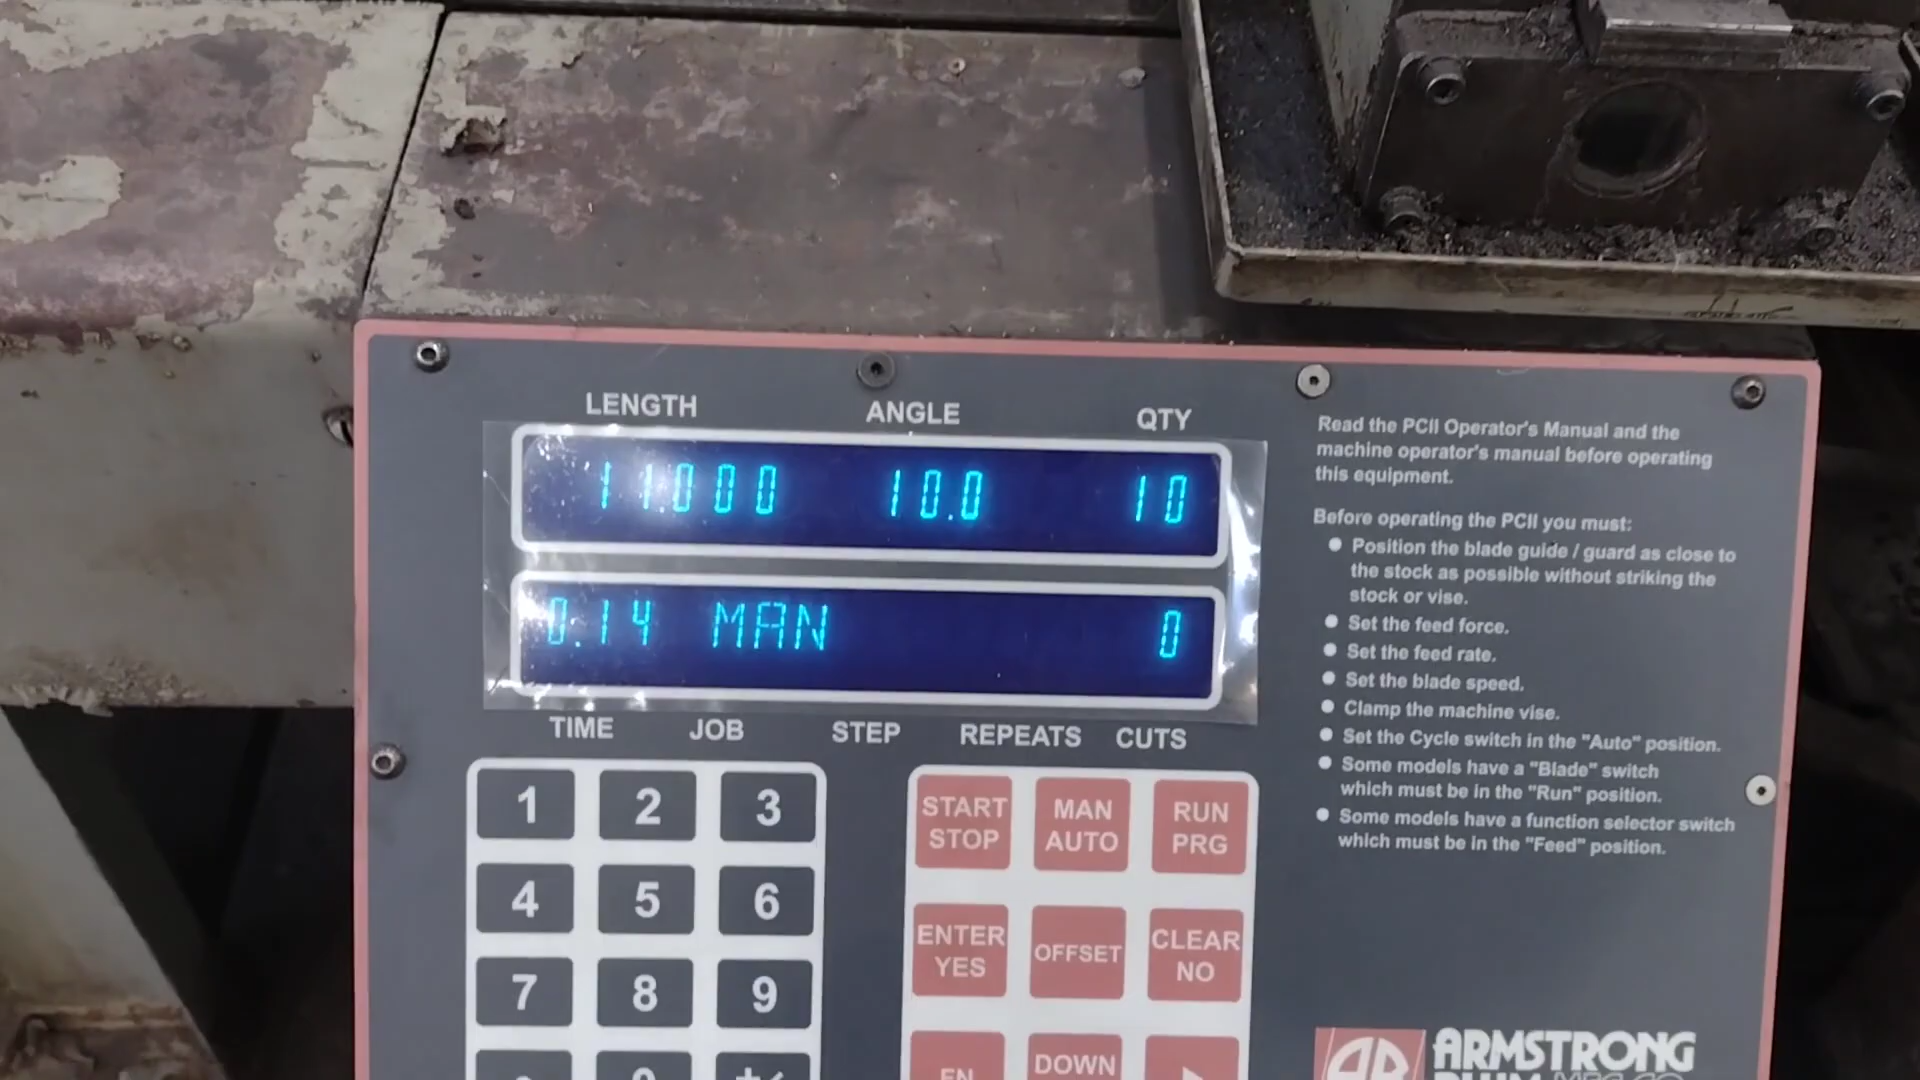 LENGTH ANGLE QTY
11.000 10.0 10
0.14 MAN 0
TIME JOB STEP REPEATS CUTS
1 2 3
4 5 6
7 8 9
START
STOP
MAN
AUTO
RUN
PRG
ENTER
YES
OFFSET
CLEAR
NO
DOWN
Read the PCII Operator's Manual and the
machine operator's manual before operating
this equipment.
Before operating the PCII you must:
● Position the blade guide / guard as close to
the stock as possible without striking the
stock or vise.
● Set the feed force.
● Set the feed rate.
● Set the blade speed.
● Clamp the machine vise.
● Set the Cycle switch in the "Auto" position.
● Some models have a "Blade" switch
which must be in the "Run" position.
● Some models have a function selector switch
which must be in the "Feed" position.
ARMSTRONG